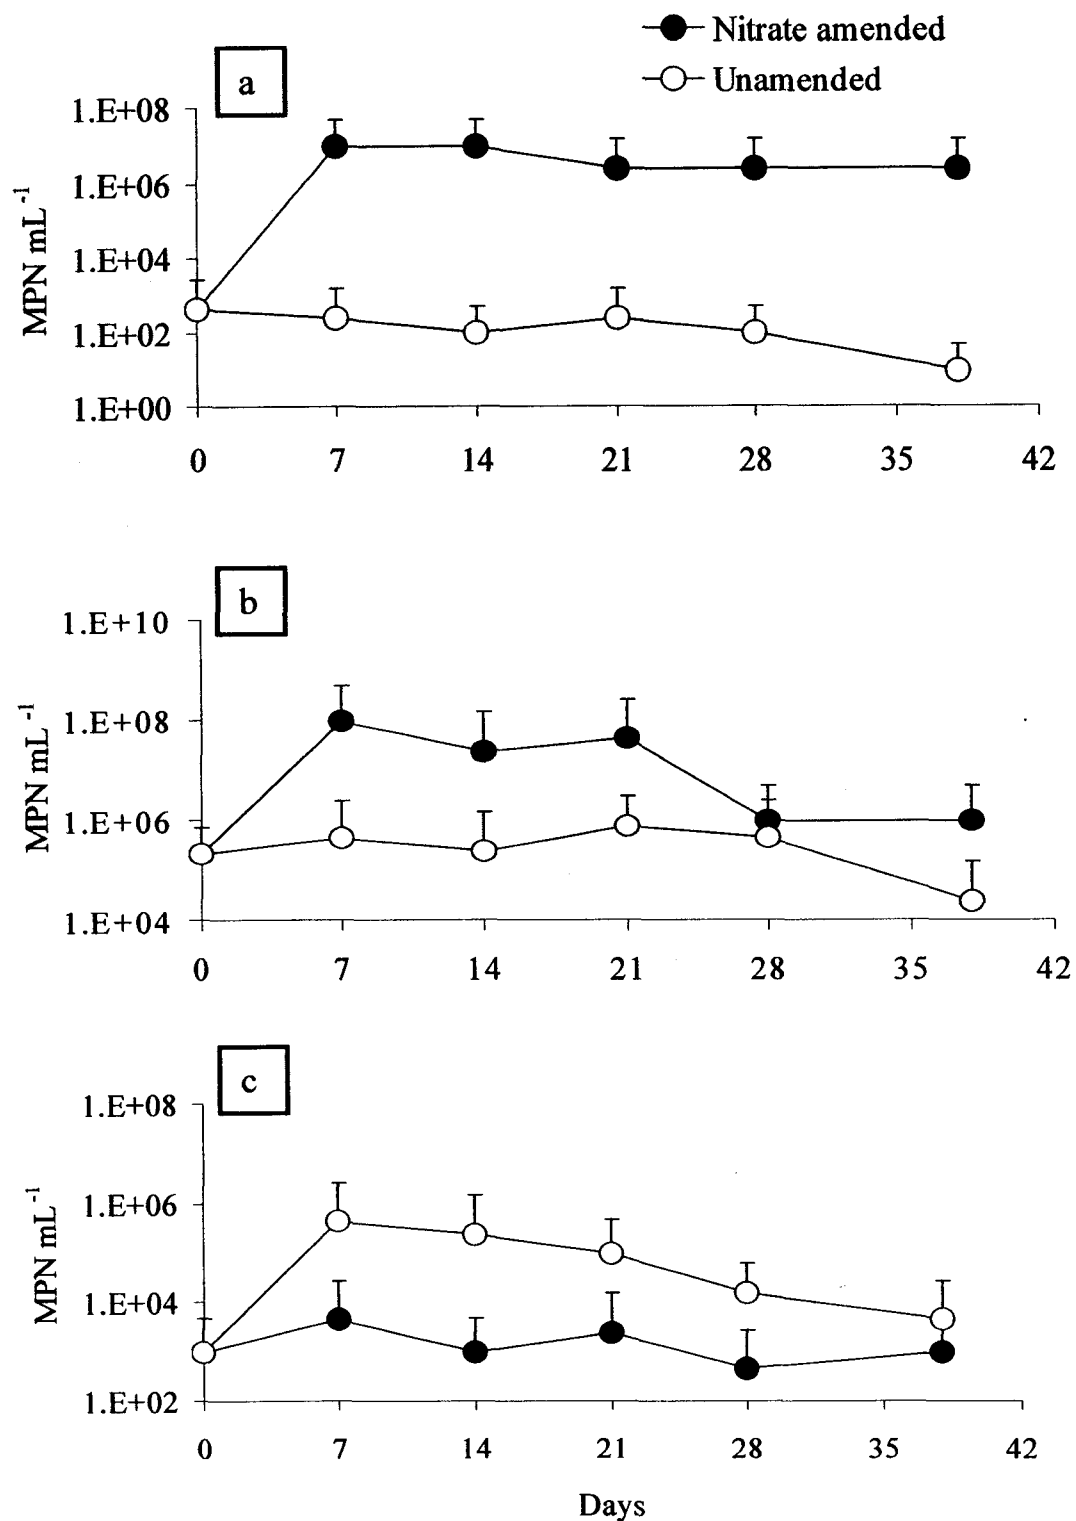 Nitrate amended
Unamended
a
1.E+08
1.E+06
1.E+04
1.E+02
1.E+00
MPN mL⁻¹
0 7 14 21 28 35 42
b
1.E+10
1.E+08
1.E+06
1.E+04
MPN mL⁻¹
0 7 14 21 28 35 42
c
1.E+08
1.E+06
1.E+04
1.E+02
MPN mL⁻¹
0 7 14 21 28 35 42
Days